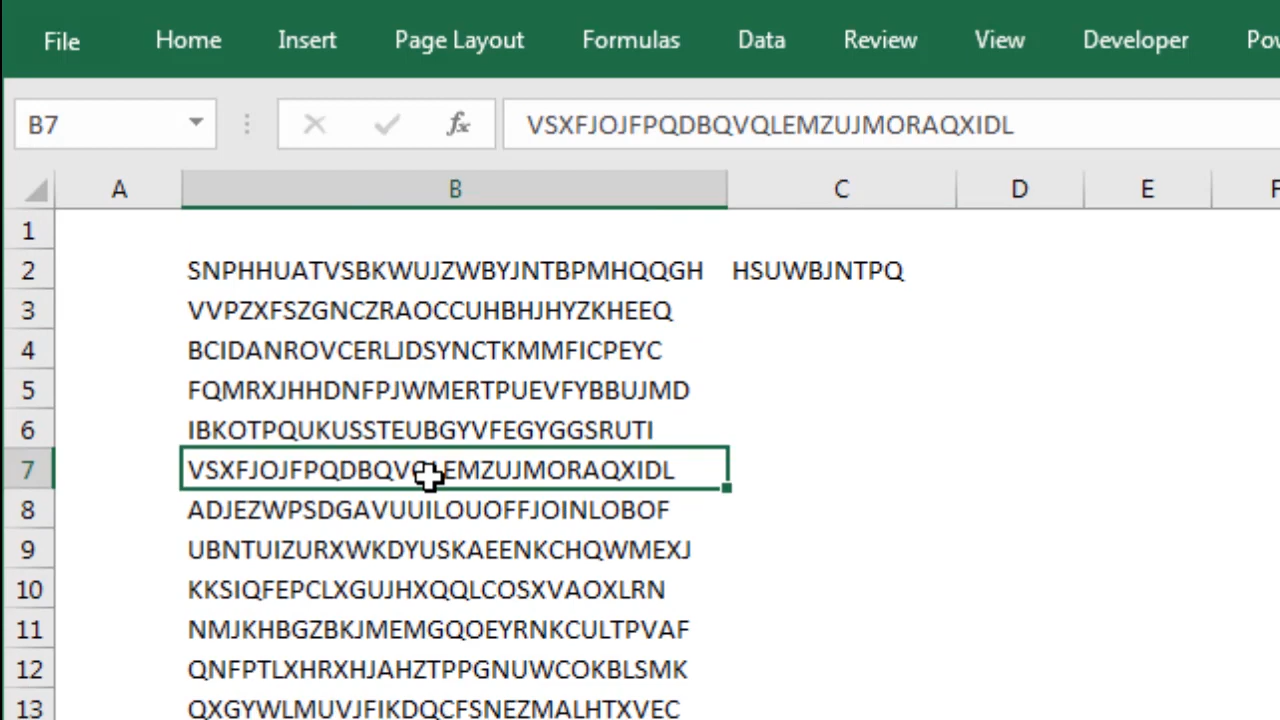 File Home Insert Page Layout Formulas Data Review View Developer
B7 fx VSXFJOJFPQDBQVQLEMZUJMORAQXIDL
A B C D E F
1
2 SNPHHUATVSBKWUJZWBYJNTBPMHQQGH HSUWBJNTPQ
3 VVPZXFSZGNCZRAOCCUHBHJHYZKHEEQ
4 BCIDANROVCERLJDSYNCTKMMFICPEYC
5 FQMRXJHHDNFPJWMERTPUEVFYBBUJMD
6 IBKOTPQUKUSSTEUBGYVFEGYGGSRUTI
7 VSXFJOJFPQDBQVQLEMZUJMORAQXIDL
8 ADJEZWPSDGAVUUILOUOFFJOINLOBOF
9 UBNTUIZURXWKDYUSKAEENKCHQWMEXJ
10 KKSIQFEPCLXGUJHXQQLCOSXVAOXLRN
11 NMJKHBGZBKJMEMGQOEYRNKCULTPVAF
12 QNFPTLXHRXHJAHZTPPGNUWCOKBLSMK
13 QXGYWLMUVJFIKDQCFSNEZMALHTXVEC